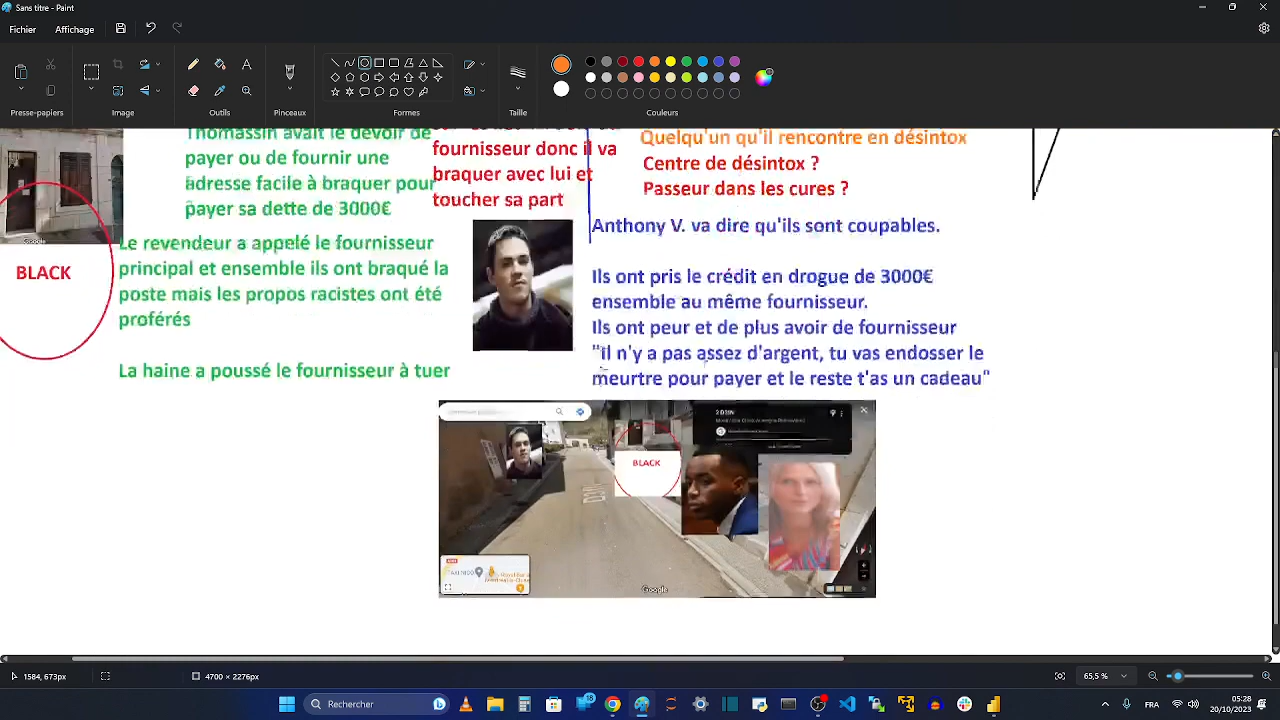 Sans titre - Paint
Fichier
Affichage
Presse-papiers
Image
Outils
Pinceaux
Formes
Taille
Couleurs
Thomassin avait le devoir de
payer ou de fournir une
adresse facile à braquer pour
payer sa dette de 3000€
fournisseur donc il va
braquer avec lui et
toucher sa part
Quelqu'un qu'il rencontre en désintox
Centre de désintox ?
Passeur dans les cures ?
Google
BLACK
Le revendeur a appelé le fournisseur
principal et ensemble ils ont braqué la
poste mais les propos racistes ont été
proférés
La haine a poussé le fournisseur à tuer
Anthony V. va dire qu'ils sont coupables.
Ils ont pris le crédit en drogue de 3000€
ensemble au même fournisseur.
Ils ont peur et de plus avoir de fournisseur
"Il n'y a pas assez d'argent, tu vas endosser le
meurtre pour payer et le reste t'as un cadeau"
BLACK
Google
1584, 673px
4700 × 2276px
65,5 %
Rechercher
FRA
05:28
20/10/2023